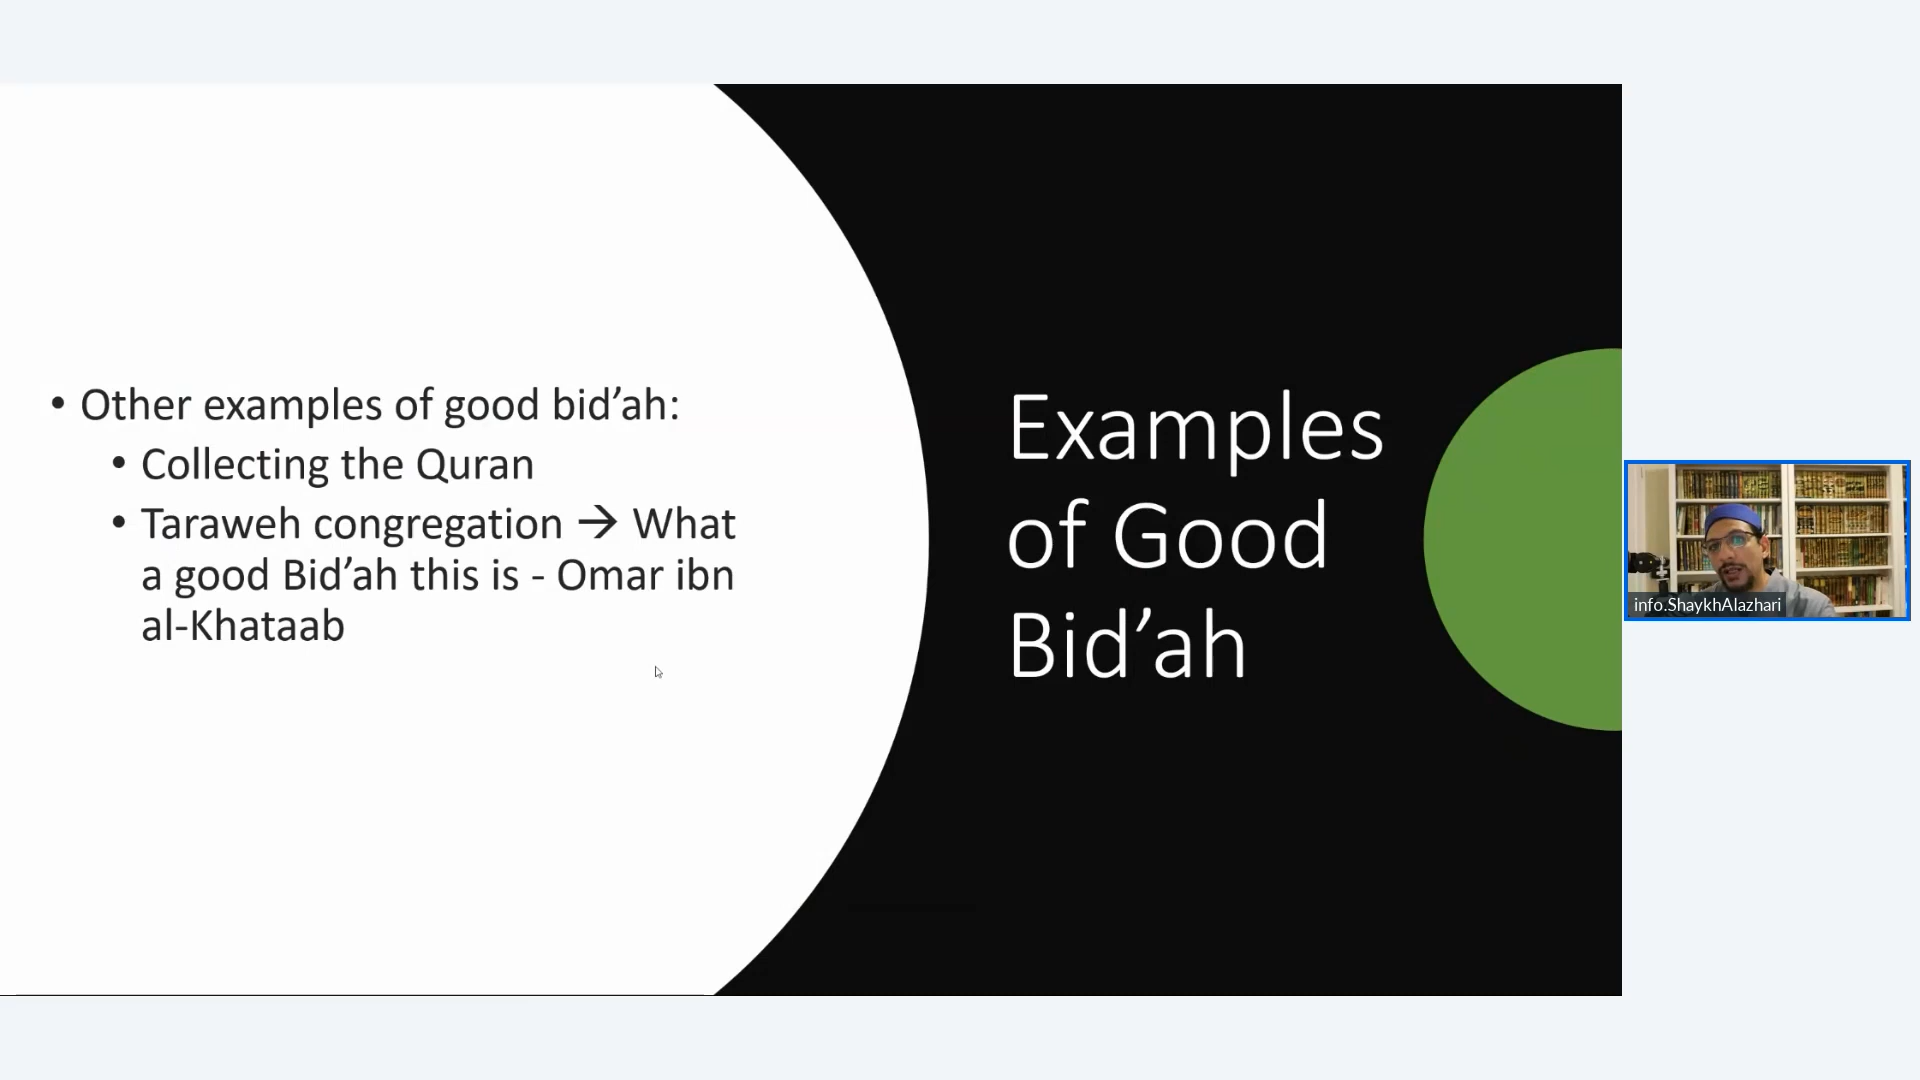 • Other examples of good bid’ah:
• Collecting the Quran
• Taraweh congregation → What
a good Bid’ah this is - Omar ibn
al-Khataab
Examples
of Good
Bid’ah
info.ShaykhAlazhari